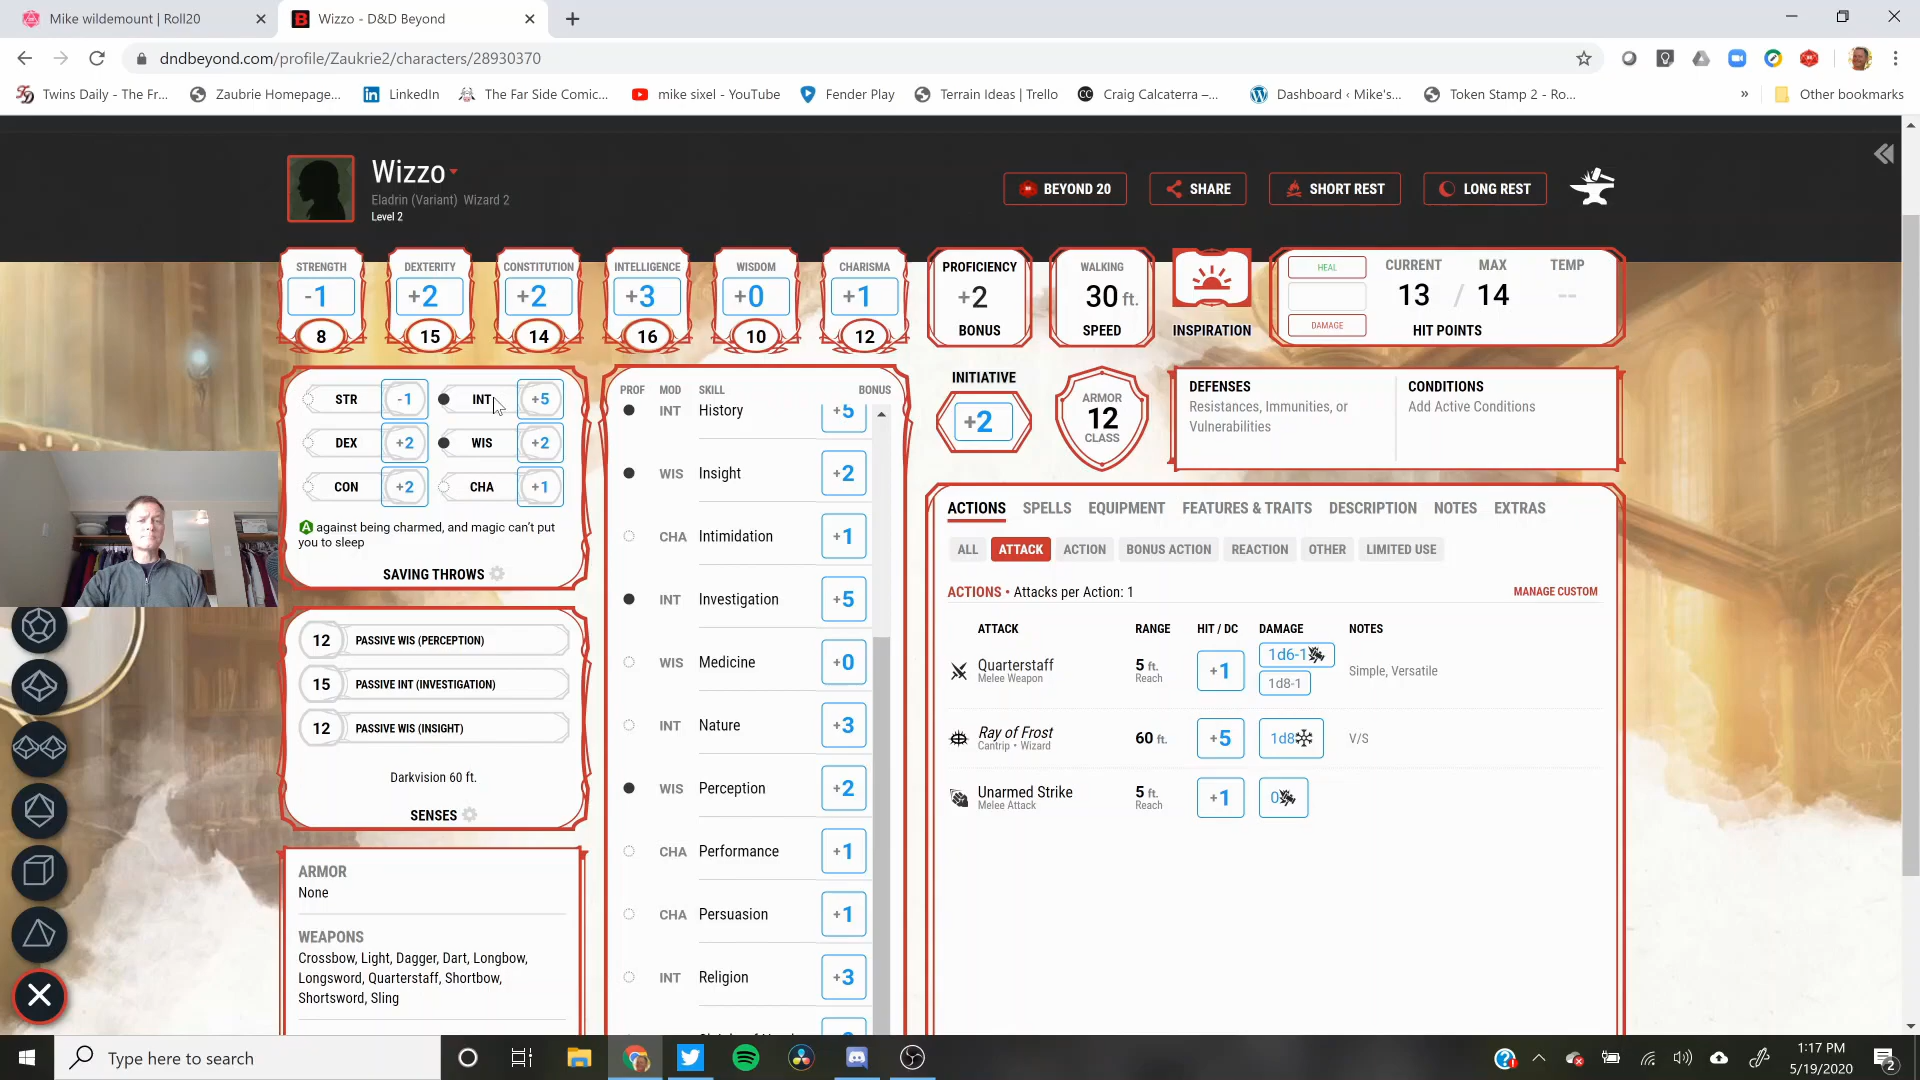 Mike wildemount | Roll20
Wizzo - D&D Beyond
dndbeyond.com/profile/Zaukrie2/characters/28930370
Twins Daily - The Fr...
Zaubrie Homepage...
LinkedIn
The Far Side Comic...
mike sixel - YouTube
Fender Play
Terrain Ideas | Trello
Craig Calcaterra –...
Dashboard ‹ Mike's...
Token Stamp 2 - Ro...
»
Other bookmarks
Wizzo
Eladrin (Variant) Wizard 2
Level 2
BEYOND 20
SHARE
SHORT REST
LONG REST
STRENGTH
-1
8
DEXTERITY
+2
15
CONSTITUTION
+2
14
INTELLIGENCE
+3
16
WISDOM
+0
10
CHARISMA
+1
12
PROFICIENCY
+2
BONUS
WALKING
30 ft.
SPEED
INSPIRATION
HEAL
DAMAGE
CURRENT
13
/
MAX
14
TEMP
--
HIT POINTS
STR -1
INT +5
DEX +2
WIS +2
CON +2
CHA +1
A against being charmed, and magic can't put
you to sleep
SAVING THROWS
12 PASSIVE WIS (PERCEPTION)
15 PASSIVE INT (INVESTIGATION)
12 PASSIVE WIS (INSIGHT)
Darkvision 60 ft.
SENSES
ARMOR
None
WEAPONS
Crossbow, Light, Dagger, Dart, Longbow,
Longsword, Quarterstaff, Shortbow,
Shortsword, Sling
PROF MOD SKILL BONUS
INT History +5
WIS Insight +2
CHA Intimidation +1
INT Investigation +5
WIS Medicine +0
INT Nature +3
WIS Perception +2
CHA Performance +1
CHA Persuasion +1
INT Religion +3
INITIATIVE
+2
ARMOR
12
CLASS
DEFENSES
Resistances, Immunities, or
Vulnerabilities
CONDITIONS
Add Active Conditions
ACTIONS SPELLS EQUIPMENT FEATURES & TRAITS DESCRIPTION NOTES EXTRAS
ALL ATTACK ACTION BONUS ACTION REACTION OTHER LIMITED USE
ACTIONS • Attacks per Action: 1
MANAGE CUSTOM
ATTACK RANGE HIT / DC DAMAGE NOTES
Quarterstaff
Melee Weapon
5 ft.
Reach
+1
1d6-1
1d8-1
Simple, Versatile
Ray of Frost
Cantrip • Wizard
60 ft.
+5
1d8
V/S
Unarmed Strike
Melee Attack
5 ft.
Reach
+1
0
Type here to search
1:17 PM
5/19/2020
2